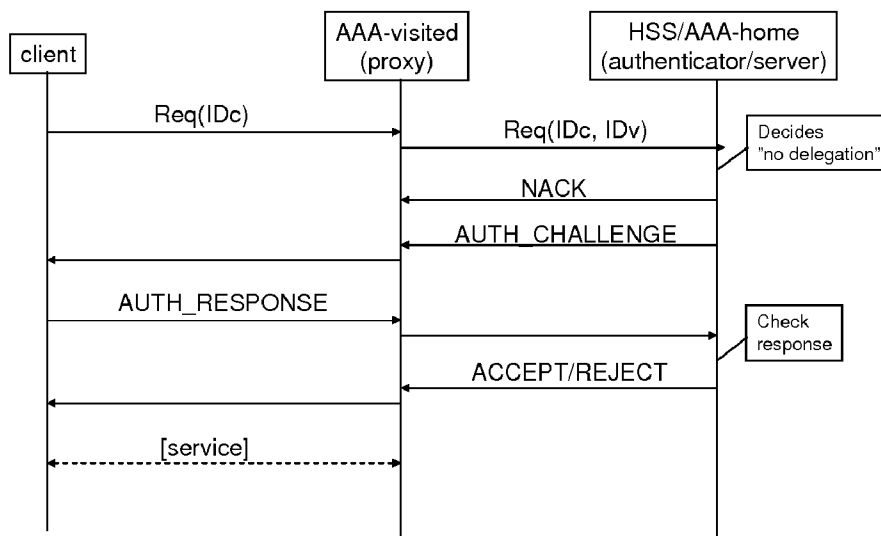 client
AAA-visited
(proxy)
HSS/AAA-home
(authenticator/server)
Req(IDc)
Req(IDc, IDv)
Decides
"no delegation"
NACK
AUTH_CHALLENGE
AUTH_RESPONSE
Check
response
ACCEPT/REJECT
[service]